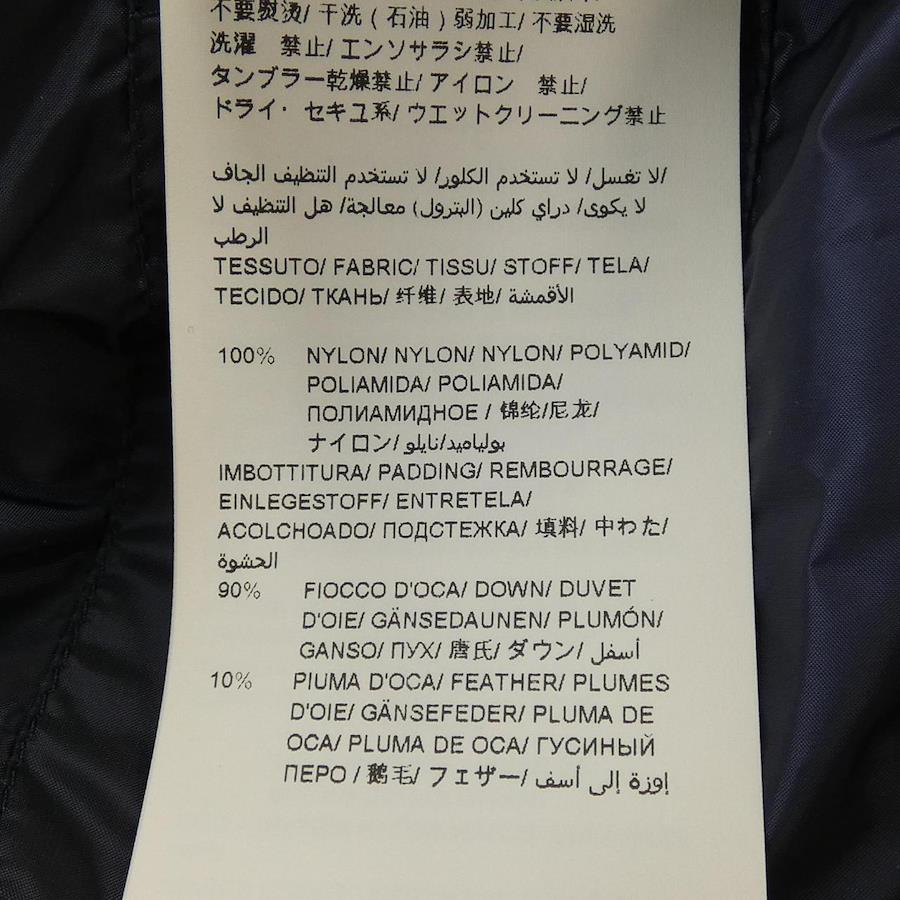 不要熨烫/ 干洗（石油）弱加工/ 不要湿洗
洗濯　禁止/ エンソサラシ禁止/
タンブラー乾燥禁止/ アイロン　禁止/
ドライ・ セキユ系/ ウエットクリーニング禁止
لا تغسل/ لا تستخدم الكلور/ لا تستخدم التنظيف الجاف/
لا يكوى/ دراي كلين (البترول) معالجة/ هل التنظيف لا
الرطب
TESSUTO/ FABRIC/ TISSU/ STOFF/ TELA/
TECIDO/ ТКАНЬ/ 纤维/ 表地/ الأقمشة
100% NYLON/ NYLON/ NYLON/ POLYAMID/
POLIAMIDA/ POLIAMIDA/
ПОЛИАМИДНОЕ / 锦纶/尼龙/
ナイロン/ بولياميد/نايلو
IMBOTTITURA/ PADDING/ REMBOURRAGE/
EINLEGESTOFF/ ENTRETELA/
ACOLCHOADO/ ПОДСТЕЖКА/ 填料/ 中わた/
الحشوة
90% FIOCCO D'OCA/ DOWN/ DUVET
D'OIE/ GÄNSEDAUNEN/ PLUMÓN/
GANSO/ ПУХ/ 唐氏/ ダウン/ أسفل
10% PIUMA D'OCA/ FEATHER/ PLUMES
D'OIE/ GÄNSEFEDER/ PLUMA DE
OCA/ PLUMA DE OCA/ ГУСИНЫЙ
ПЕРО / 鹅毛/ フェザー/ إوزة إلى أسف